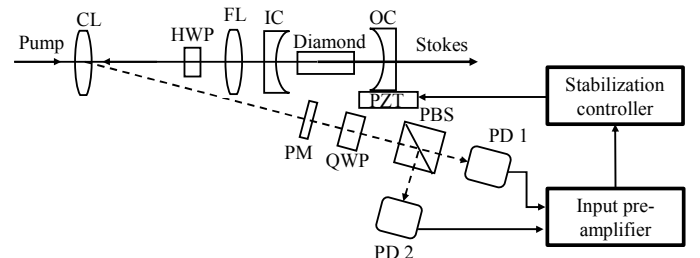 CL
Pump
HWP
FL
IC
Diamond
OC
Stokes
PZT
PBS
PM
QWP
PD 1
PD 2
Stabilization
controller
Input pre-
amplifier